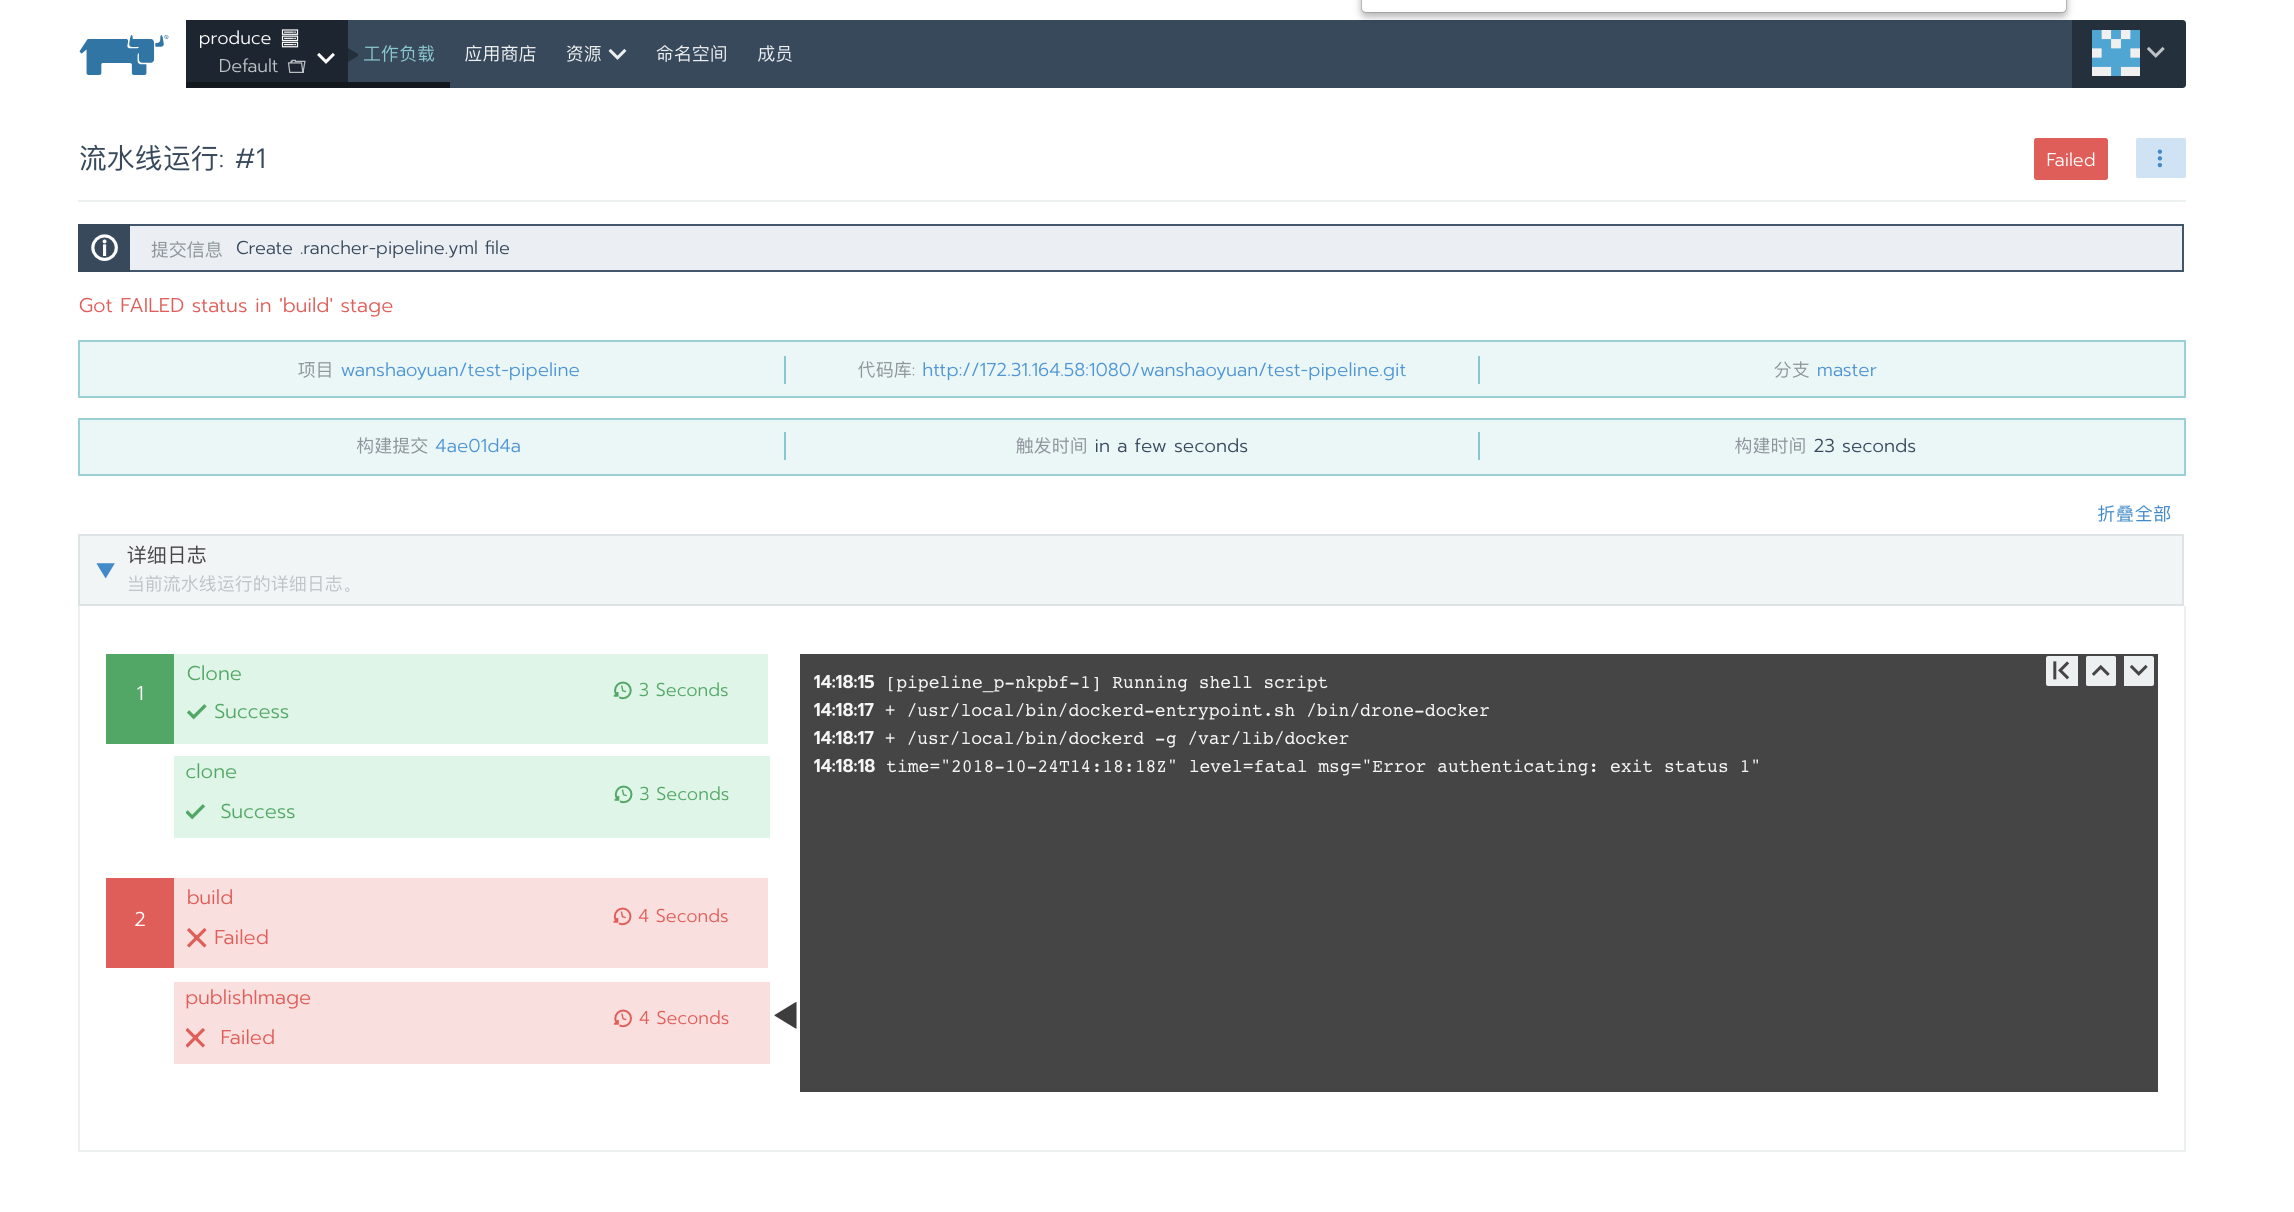 produce
Default
工作负载 应用商店 资源 命名空间 成员
流水线运行: #1
Failed
提交信息 Create .rancher-pipeline.yml file
Got FAILED status in 'build' stage
项目 wanshaoyuan/test-pipeline 代码库: http://172.31.164.58:1080/wanshaoyuan/test-pipeline.git 分支 master
构建提交 4ae01d4a 触发时间 in a few seconds 构建时间 23 seconds
折叠全部
详细日志
当前流水线运行的详细日志。
1
Clone
3 Seconds
Success
clone
3 Seconds
Success
2
build
4 Seconds
Failed
publishImage
4 Seconds
Failed
14:18:15 [pipeline_p-nkpbf-1] Running shell script
14:18:17 + /usr/local/bin/dockerd-entrypoint.sh /bin/drone-docker
14:18:17 + /usr/local/bin/dockerd -g /var/lib/docker
14:18:18 time="2018-10-24T14:18:18Z" level=fatal msg="Error authenticating: exit status 1"